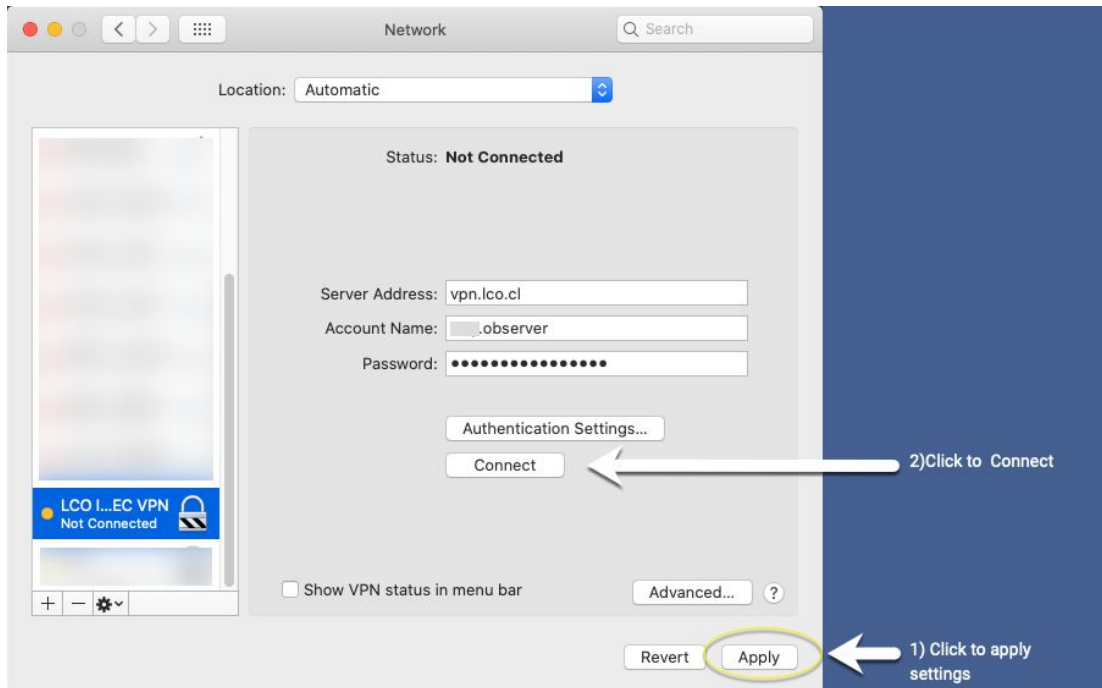 Network
Search
Location: Automatic
Status: Not Connected
Server Address: vpn.lco.cl
Account Name: .observer
Password: ••••••••••••••••
Authentication Settings...
Connect
2)Click to Connect
LCO I...EC VPN
Not Connected
Show VPN status in menu bar
Advanced... ?
Revert Apply
1) Click to apply
settings